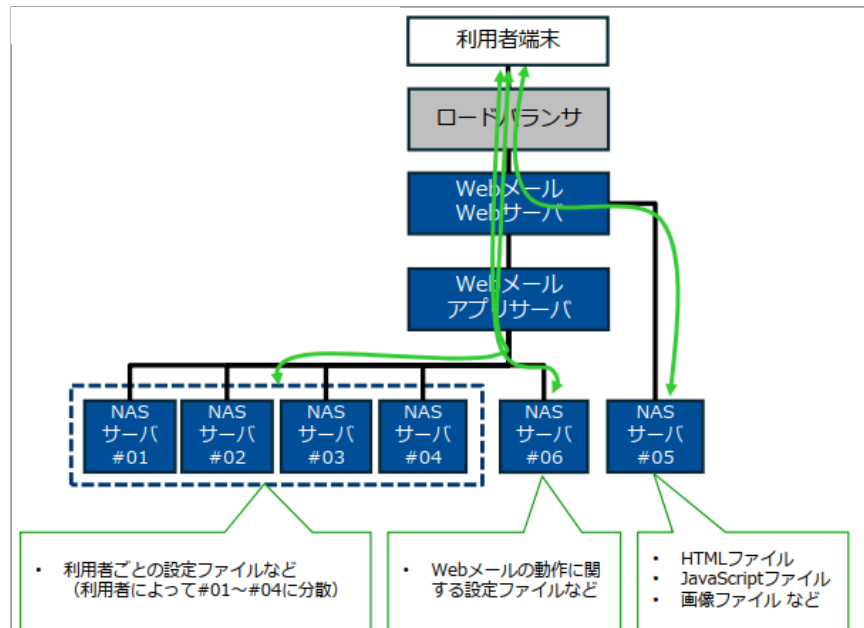 利用者端末
ロードバランサ
Webメール
Webサーバ
Webメール
アプリサーバ
NAS
サーバ
#01
NAS
サーバ
#02
NAS
サーバ
#03
NAS
サーバ
#04
NAS
サーバ
#06
NAS
サーバ
#05
• 利用者ごとの設定ファイルなど
（利用者によって#01～#04に分散）
• Webメールの動作に関
する設定ファイルなど
• HTMLファイル
• JavaScriptファイル
• 画像ファイル など